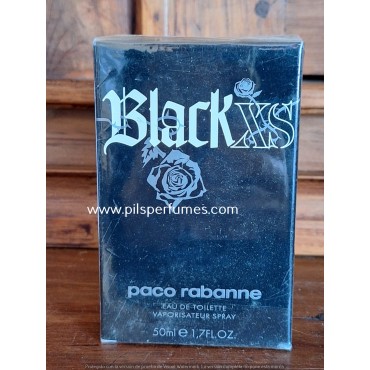 Black XS
www.pilsperfumes.com
paco rabanne
EAU DE TOILETTE
VAPORISATEUR SPRAY
50ml e 1,7FL.OZ.